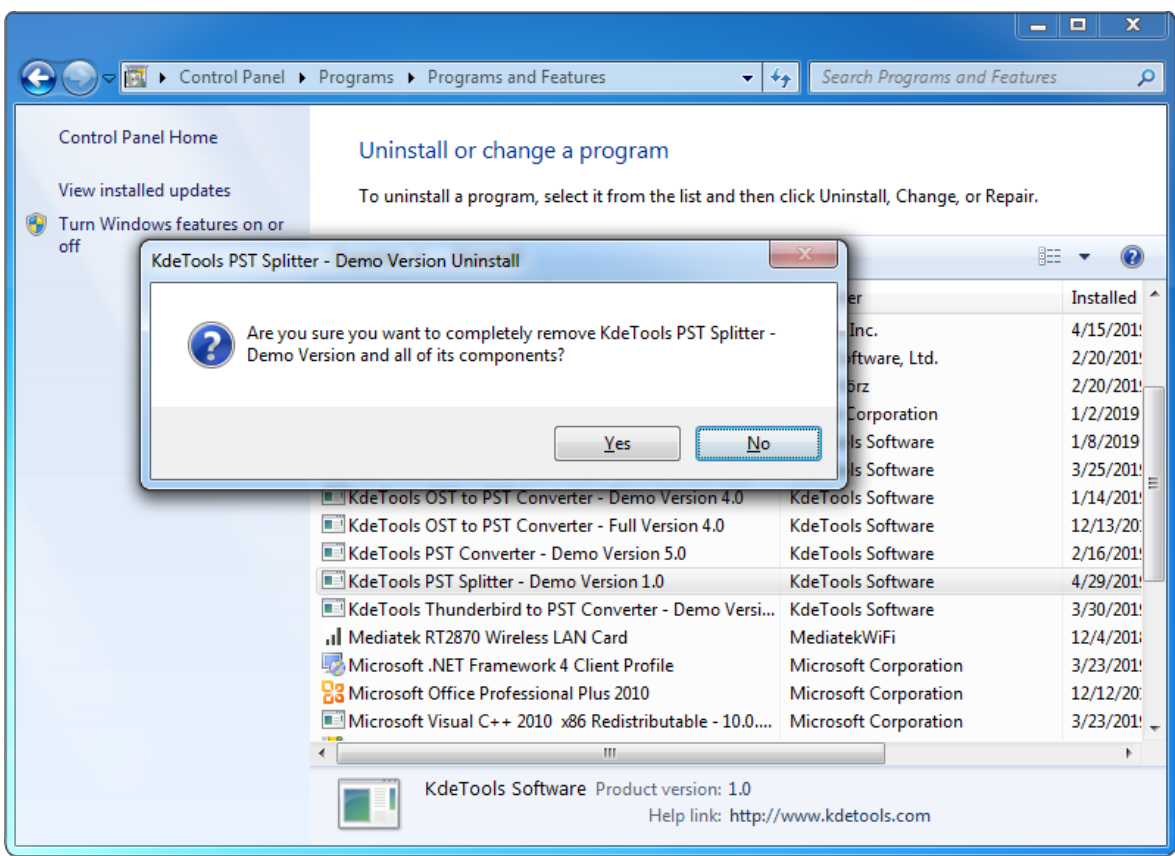 Control Panel Programs Programs and Features
Search Programs and Features
Control Panel Home
View installed updates
Turn Windows features on or
off
Uninstall or change a program
To uninstall a program, select it from the list and then click Uninstall, Change, or Repair.
KdeTools PST Splitter - Demo Version Uninstall
Are you sure you want to completely remove KdeTools PST Splitter -
Demo Version and all of its components?
Yes No
er Installed
Inc. 4/15/201
ftware, Ltd. 2/20/201
örz 2/20/201
Corporation 1/2/2019
ls Software 1/8/2019
ls Software 3/25/201
KdeTools OST to PST Converter - Demo Version 4.0 KdeTools Software 1/14/201
KdeTools OST to PST Converter - Full Version 4.0 KdeTools Software 12/13/20
KdeTools PST Converter - Demo Version 5.0 KdeTools Software 2/16/201
KdeTools PST Splitter - Demo Version 1.0 KdeTools Software 4/29/201
KdeTools Thunderbird to PST Converter - Demo Versi... KdeTools Software 3/30/201
Mediatek RT2870 Wireless LAN Card MediatekWiFi 12/4/201
Microsoft .NET Framework 4 Client Profile Microsoft Corporation 3/23/201
Microsoft Office Professional Plus 2010 Microsoft Corporation 12/12/20
Microsoft Visual C++ 2010 x86 Redistributable - 10.0.... Microsoft Corporation 3/23/201
KdeTools Software Product version: 1.0
Help link: http://www.kdetools.com